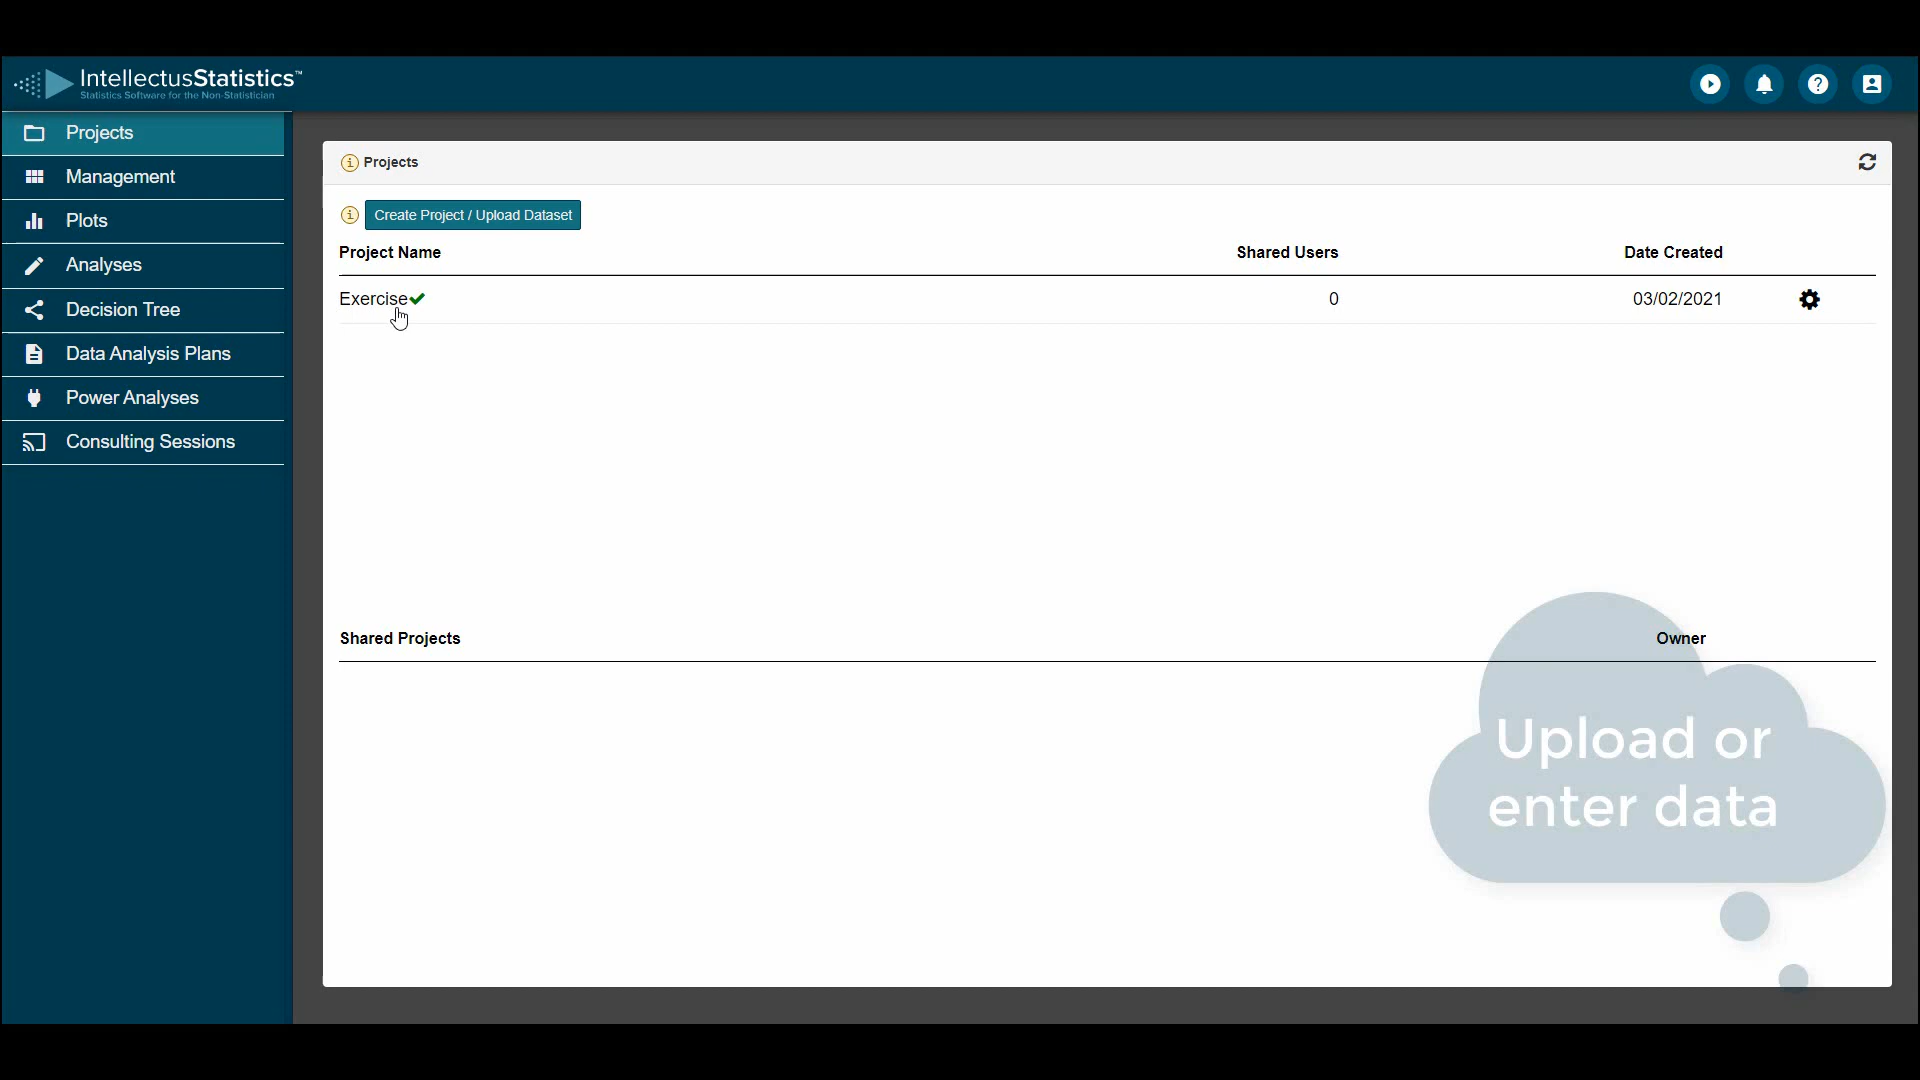 IntellectusStatistics™
Statistics Software for the Non-Statistician
Projects
Management
Plots
Analyses
Decision Tree
Data Analysis Plans
Power Analyses
Consulting Sessions
Projects
Create Project / Upload Dataset
Project Name Shared Users Date Created
Exercise 0 03/02/2021
Shared Projects Owner
Upload or
enter data